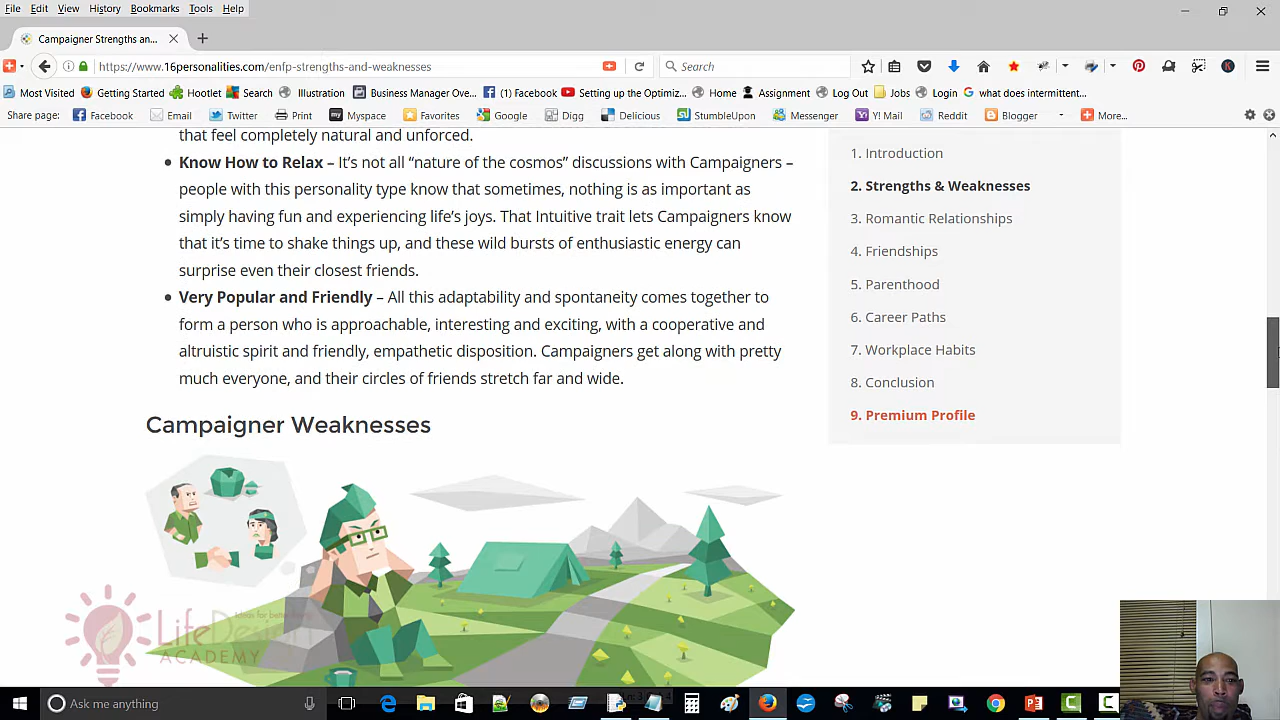 File Edit View History Bookmarks Tools Help
Campaigner Strengths an...
https://www.16personalities.com/enfp-strengths-and-weaknesses
Search
Most Visited Getting Started Hootlet Search Illustration Business Manager Ove... (1) Facebook Setting up the Optimiz... Home Assignment Log Out Jobs Login what does intermittent...
Share page: Facebook Email Twitter Print Myspace Favorites Google Digg Delicious StumbleUpon Messenger Y! Mail Reddit Blogger More...
that feel completely natural and unforced.
Know How to Relax – It’s not all “nature of the cosmos” discussions with Campaigners –
people with this personality type know that sometimes, nothing is as important as
simply having fun and experiencing life’s joys. That Intuitive trait lets Campaigners know
that it’s time to shake things up, and these wild bursts of enthusiastic energy can
surprise even their closest friends.
Very Popular and Friendly – All this adaptability and spontaneity comes together to
form a person who is approachable, interesting and exciting, with a cooperative and
altruistic spirit and friendly, empathetic disposition. Campaigners get along with pretty
much everyone, and their circles of friends stretch far and wide.
Campaigner Weaknesses
1. Introduction
2. Strengths & Weaknesses
3. Romantic Relationships
4. Friendships
5. Parenthood
6. Career Paths
7. Workplace Habits
8. Conclusion
9. Premium Profile
LifeDesign
ACADEMY
Ask me anything